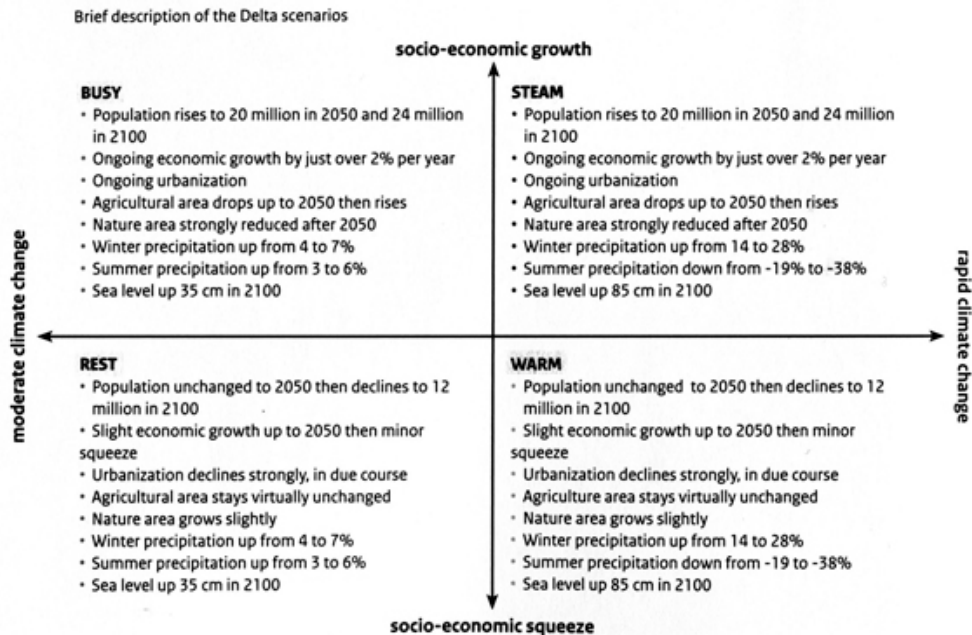 Brief description of the Delta scenarios
socio-economic growth
BUSY
• Population rises to 20 million in 2050 and 24 million
in 2100
• Ongoing economic growth by just over 2% per year
• Ongoing urbanization
• Agricultural area drops up to 2050 then rises
• Nature area strongly reduced after 2050
• Winter precipitation up from 4 to 7%
• Summer precipitation up from 3 to 6%
• Sea level up 35 cm in 2100
STEAM
• Population rises to 20 million in 2050 and 24 million
in 2100
• Ongoing economic growth by just over 2% per year
• Ongoing urbanization
• Agricultural area drops up to 2050 then rises
• Nature area strongly reduced after 2050
• Winter precipitation up from 14 to 28%
• Summer precipitation down from -19% to -38%
• Sea level up 85 cm in 2100
moderate climate change
rapid climate change
REST
• Population unchanged to 2050 then declines to 12
million in 2100
• Slight economic growth up to 2050 then minor
squeeze
• Urbanization declines strongly, in due course
• Agricultural area stays virtually unchanged
• Nature area grows slightly
• Winter precipitation up from 4 to 7%
• Summer precipitation up from 3 to 6%
• Sea level up 35 cm in 2100
WARM
• Population unchanged to 2050 then declines to 12
million in 2100
• Slight economic growth up to 2050 then minor
squeeze
• Urbanization declines strongly, in due course
• Agriculture area stays virtually unchanged
• Nature area grows slightly
• Winter precipitation up from 14 to 28%
• Summer precipitation down from -19 to -38%
• Sea level up 85 cm in 2100
socio-economic squeeze